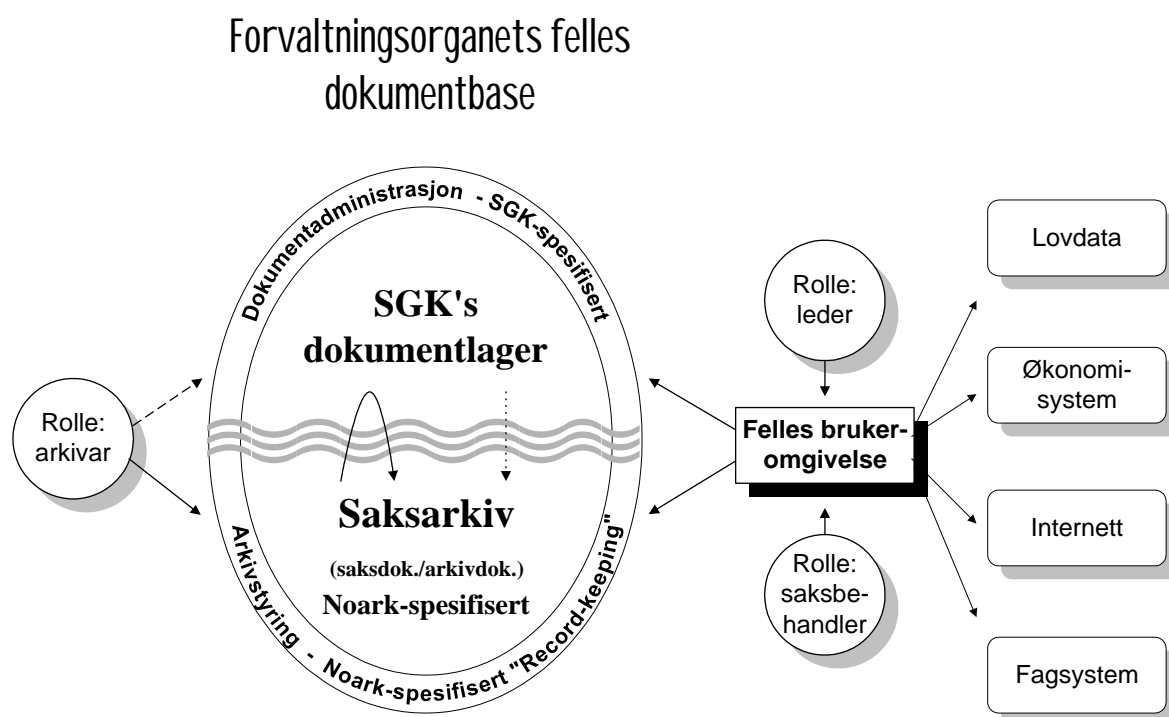 Forvaltningsorganets felles
dokumentbase
Dokumentadministrasjon - SGK-spesifisert
SGK's
dokumentlager
Rolle:
arkivar
Saksarkiv
(saksdok./arkivdok.)
Noark-spesifisert
Arkivstyring - Noark-spesifisert "Record-keeping"
Rolle:
leder
Felles bruker-
omgivelse
Rolle:
saksbe-
handler
Lovdata
Økonomi-
system
Internett
Fagsystem